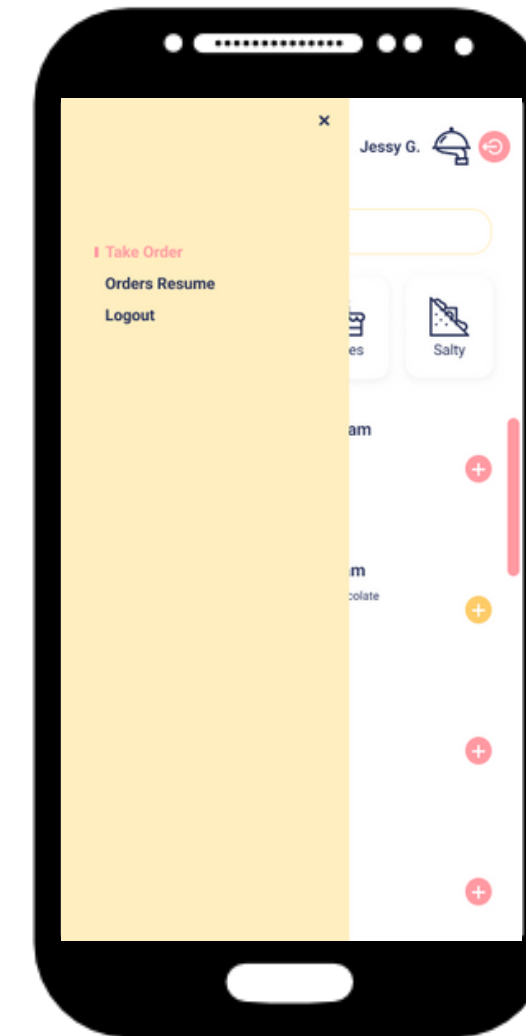 ×
Jessy G.
Take Order
Orders Resume
Logout
es
Salty
am
m
colate